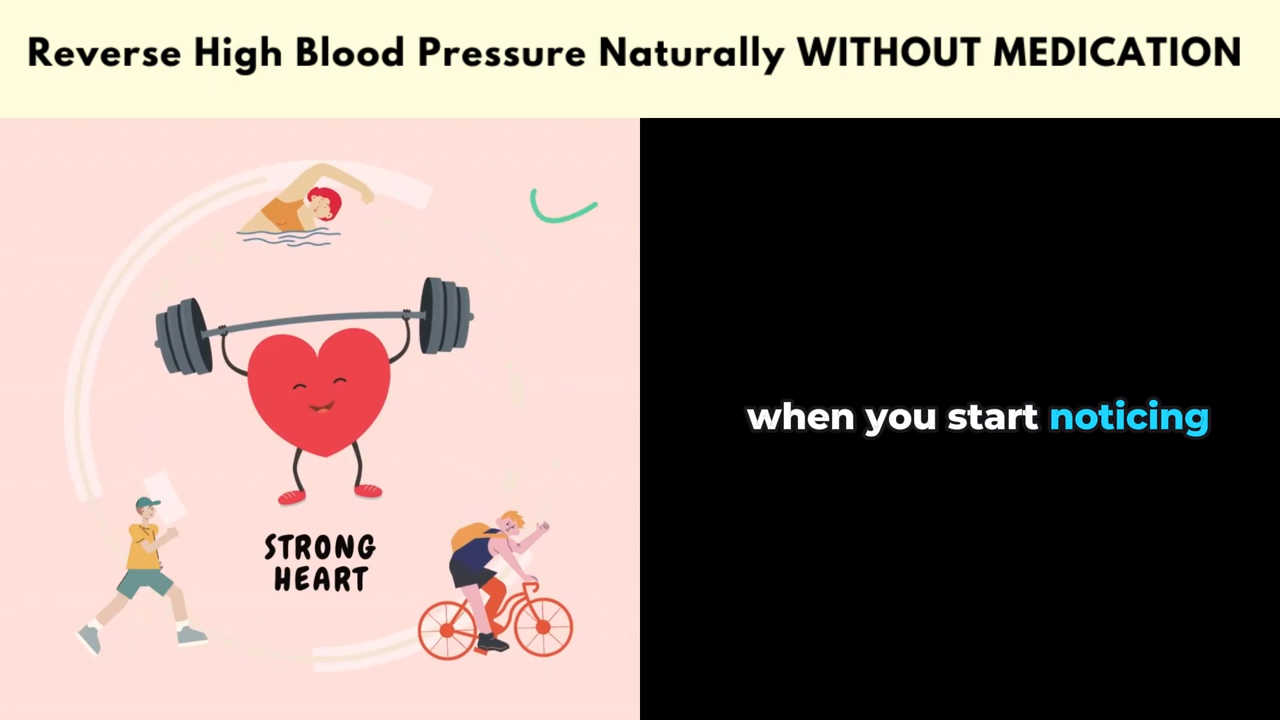 Reverse High Blood Pressure Naturally WITHOUT MEDICATION
STRONG
HEART
when you start noticing